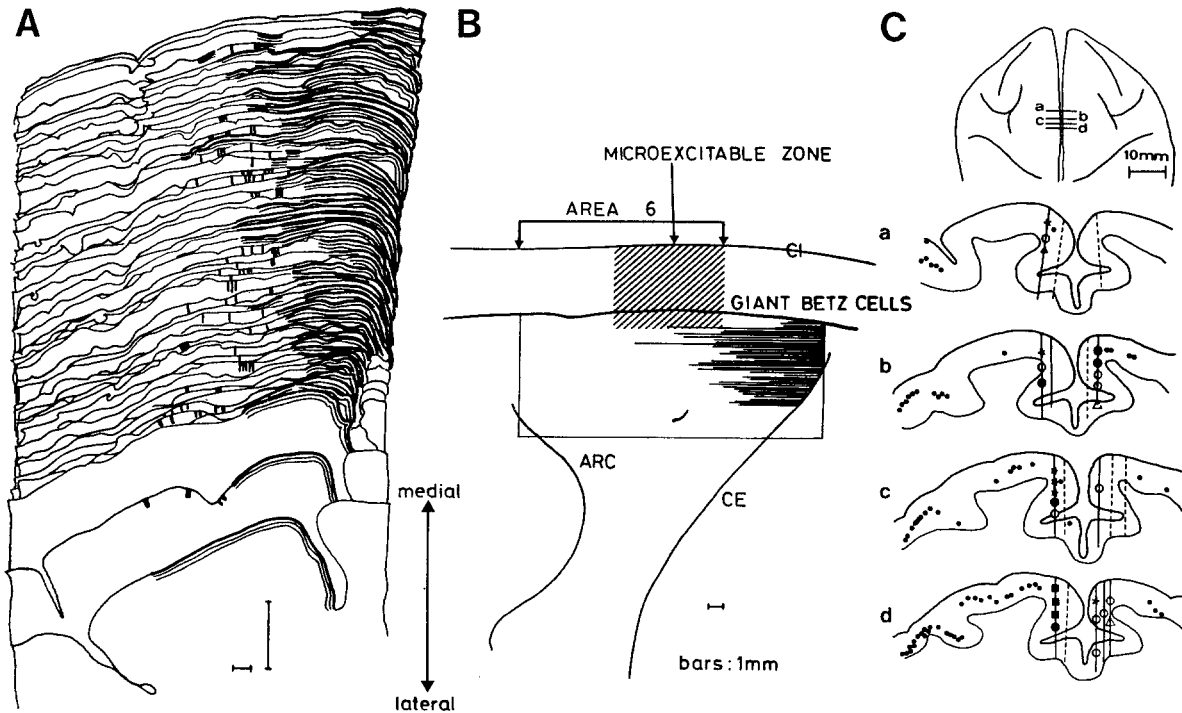 A
B
C
MICROEXCITABLE ZONE
AREA 6
CI
GIANT BETZ CELLS
ARC
CE
medial
lateral
bars: 1mm
a
b
c
d
10mm
a
b
c
d